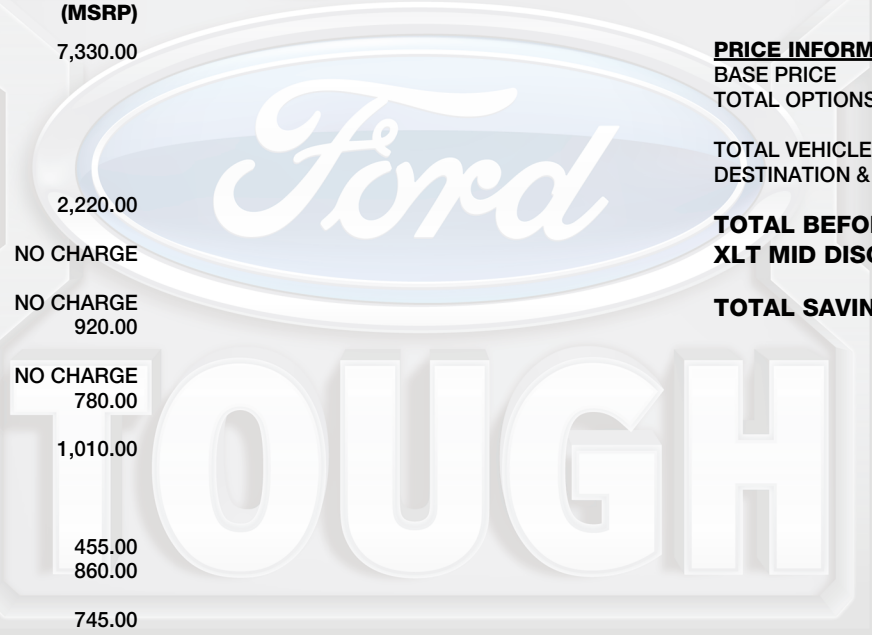 (MSRP)
7,330.00
2,220.00
NO CHARGE
NO CHARGE
920.00
NO CHARGE
780.00
1,010.00
455.00
860.00
745.00
PRICE INFORM
BASE PRICE
TOTAL OPTIONS
TOTAL VEHICLE
DESTINATION &
TOTAL BEFO
XLT MID DISC
TOTAL SAVIN
Ford
TOUGH